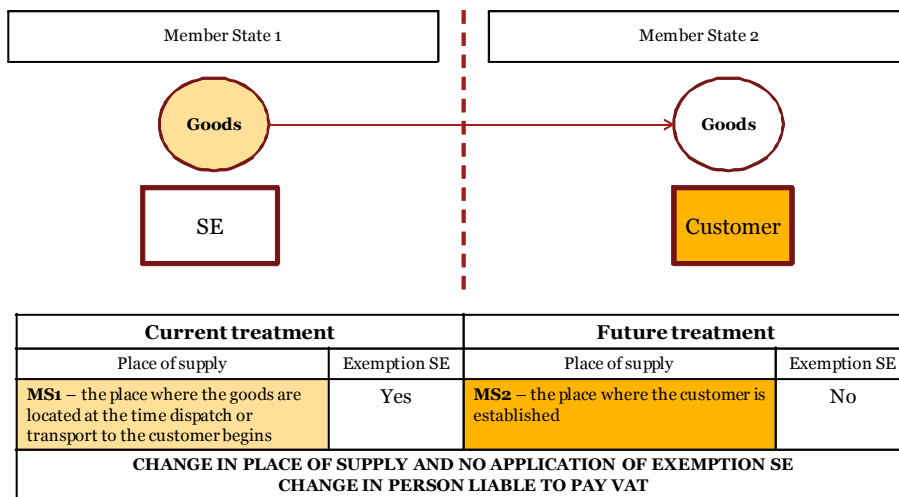 Member State 1
Member State 2
Goods
Goods
SE
Customer
Current treatment
Future treatment
Place of supply
Exemption SE
Place of supply
Exemption SE
MS1 – the place where the goods are
located at the time dispatch or
transport to the customer begins
Yes
MS2 – the place where the customer is
established
No
CHANGE IN PLACE OF SUPPLY AND NO APPLICATION OF EXEMPTION SE
CHANGE IN PERSON LIABLE TO PAY VAT